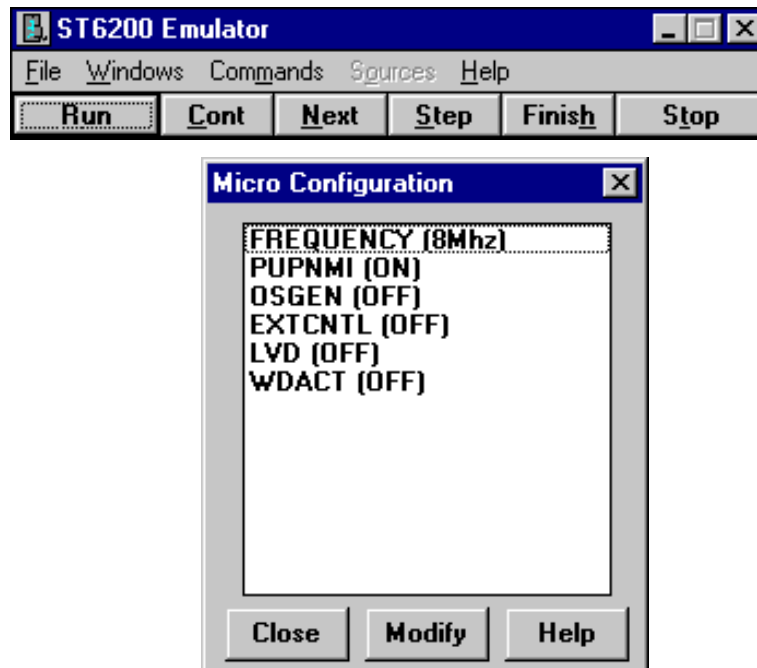 ST6200 Emulator
File Windows Commands Sources Help
Run Cont Next Step Finish Stop
Micro Configuration
FREQUENCY (8Mhz)
PUPNMI (ON)
OSGEN (OFF)
EXTCNTL (OFF)
LVD (OFF)
WDACT (OFF)
Close Modify Help